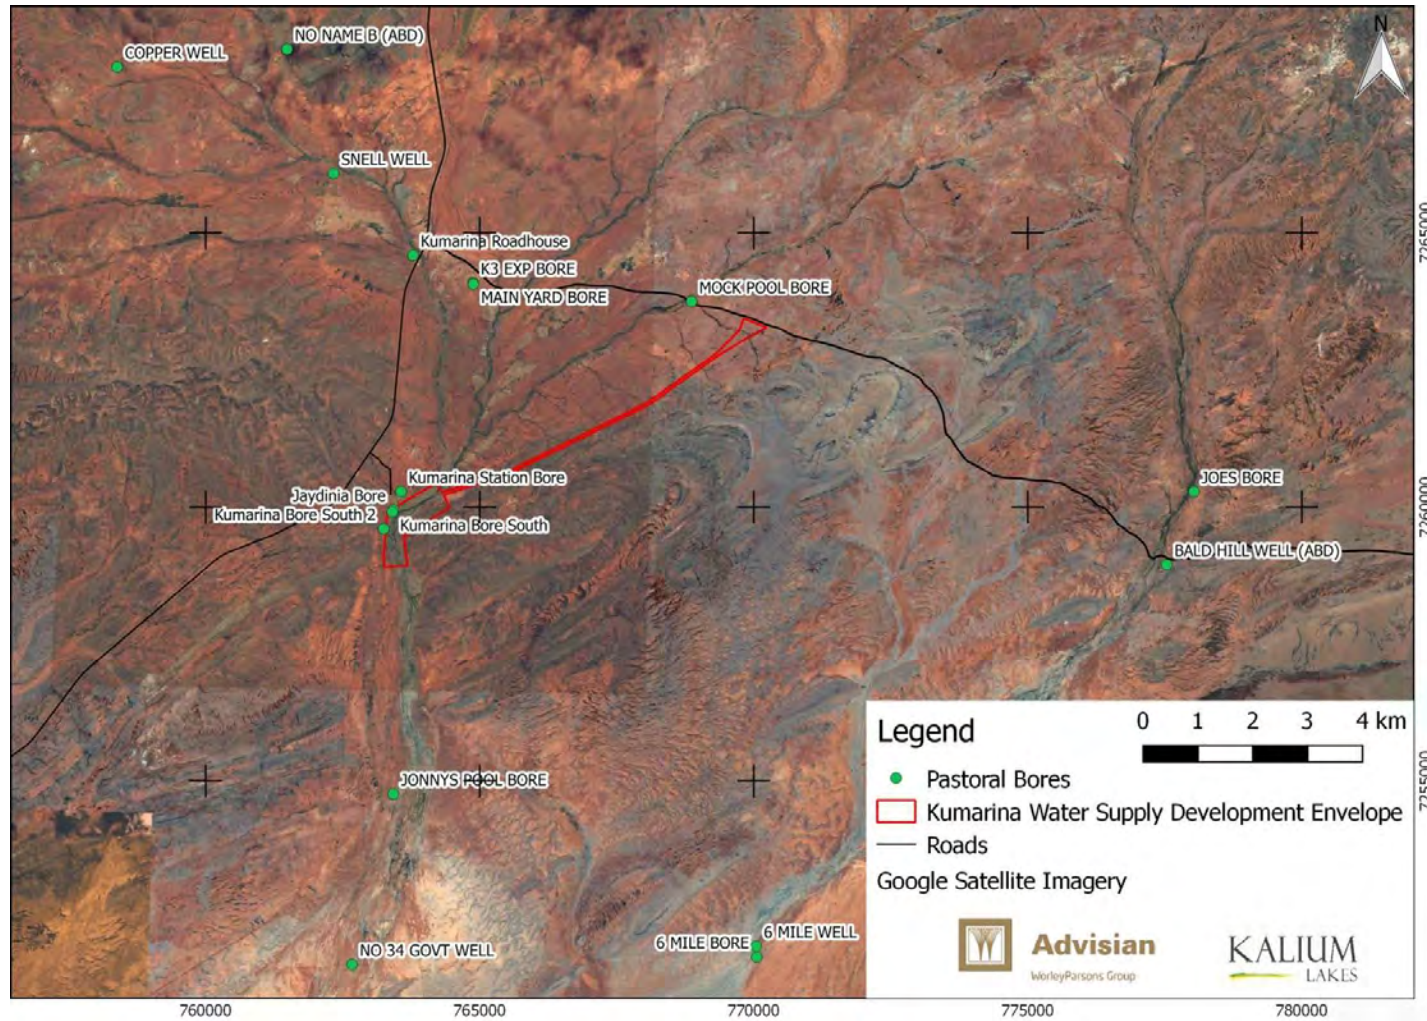 N
NO NAME B (ABD)
COPPER WELL
SNELL WELL
Kumarina Roadhouse
K3 EXP BORE
MAIN YARD BORE
MOCK POOL BORE
7265000
Kumarina Station Bore
Jaydinia Bore
Kumarina Bore South 2
Kumarina Bore South
JOES BORE
7260000
BALD HILL WELL (ABD)
JONNYS POOL BORE
7255000
NO 34 GOVT WELL
6 MILE WELL
6 MILE BORE
Legend
0 1 2 3 4 km
Pastoral Bores
Kumarina Water Supply Development Envelope
Roads
Google Satellite Imagery
Advisian
WorleyParsons Group
KALIUM
LAKES
760000 765000 770000 775000 780000